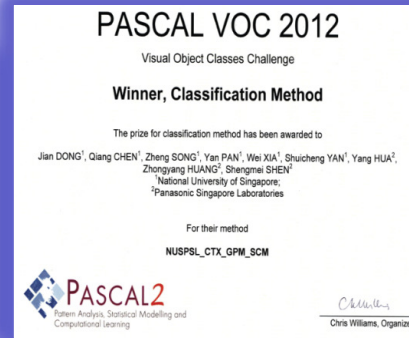 PASCAL VOC 2012
Visual Object Classes Challenge
Winner, Classification Method
The prize for classification method has been awarded to
Jian DONG¹, Qiang CHEN¹, Zheng SONG¹, Yan PAN¹, Wei XIA¹, Shuicheng YAN¹, Yang HUA²,
Zhongyang HUANG², Shengmei SHEN²
¹National University of Singapore;
²Panasonic Singapore Laboratories
For their method
NUSPSL_CTX_GPM_SCM
PASCAL2
Pattern Analysis, Statistical Modelling and
Computational Learning
Chris Williams, Organize